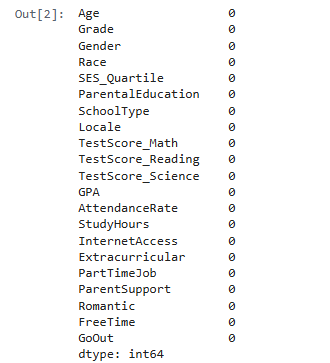 Out[2]: Age 0
Grade 0
Gender 0
Race 0
SES_Quartile 0
ParentalEducation 0
SchoolType 0
Locale 0
TestScore_Math 0
TestScore_Reading 0
TestScore_Science 0
GPA 0
AttendanceRate 0
StudyHours 0
InternetAccess 0
Extracurricular 0
PartTimeJob 0
ParentSupport 0
Romantic 0
FreeTime 0
GoOut 0
dtype: int64